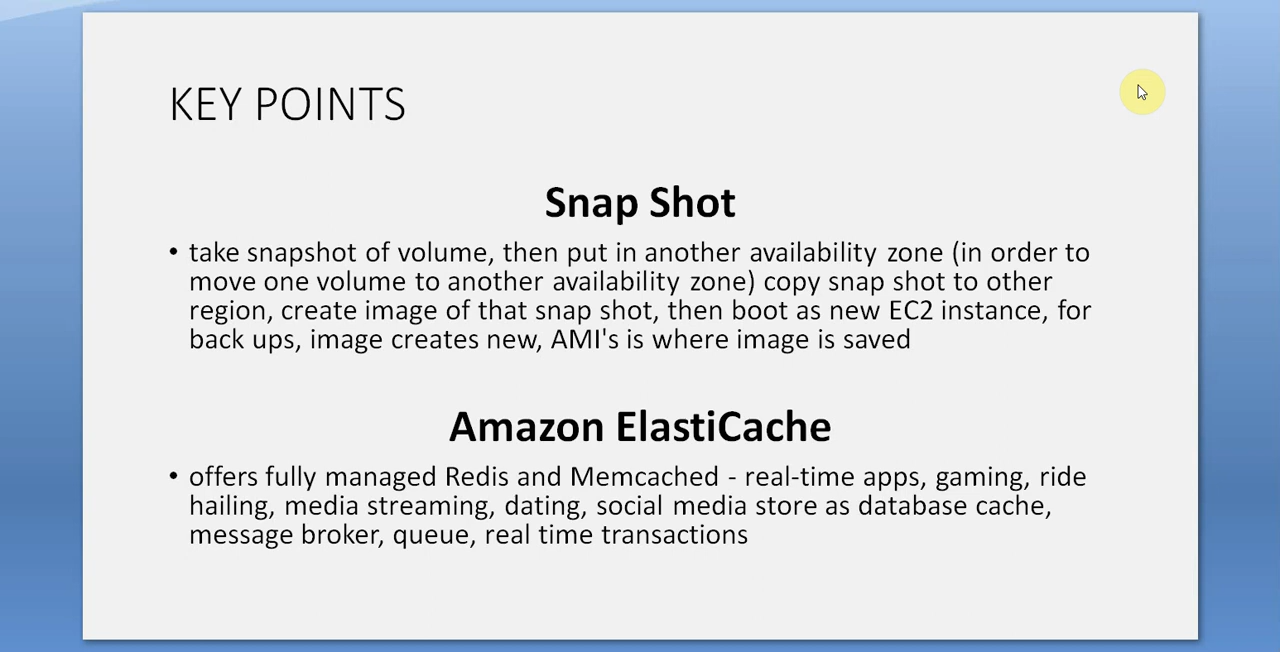 KEY POINTS
Snap Shot
• take snapshot of volume, then put in another availability zone (in order to
move one volume to another availability zone) copy snap shot to other
region, create image of that snap shot, then boot as new EC2 instance, for
back ups, image creates new, AMI's is where image is saved
Amazon ElastiCache
• offers fully managed Redis and Memcached - real-time apps, gaming, ride
hailing, media streaming, dating, social media store as database cache,
message broker, queue, real time transactions